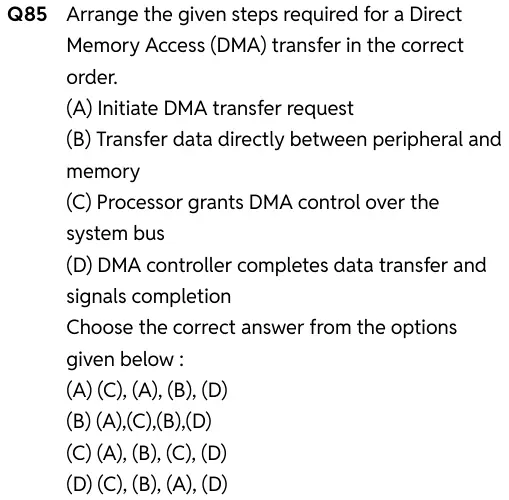 Q85 Arrange the given steps required for a Direct
Memory Access (DMA) transfer in the correct
order.
(A) Initiate DMA transfer request
(B) Transfer data directly between peripheral and
memory
(C) Processor grants DMA control over the
system bus
(D) DMA controller completes data transfer and
signals completion
Choose the correct answer from the options
given below :
(A) (C), (A), (B), (D)
(B) (A),(C),(B),(D)
(C) (A), (B), (C), (D)
(D) (C), (B), (A), (D)